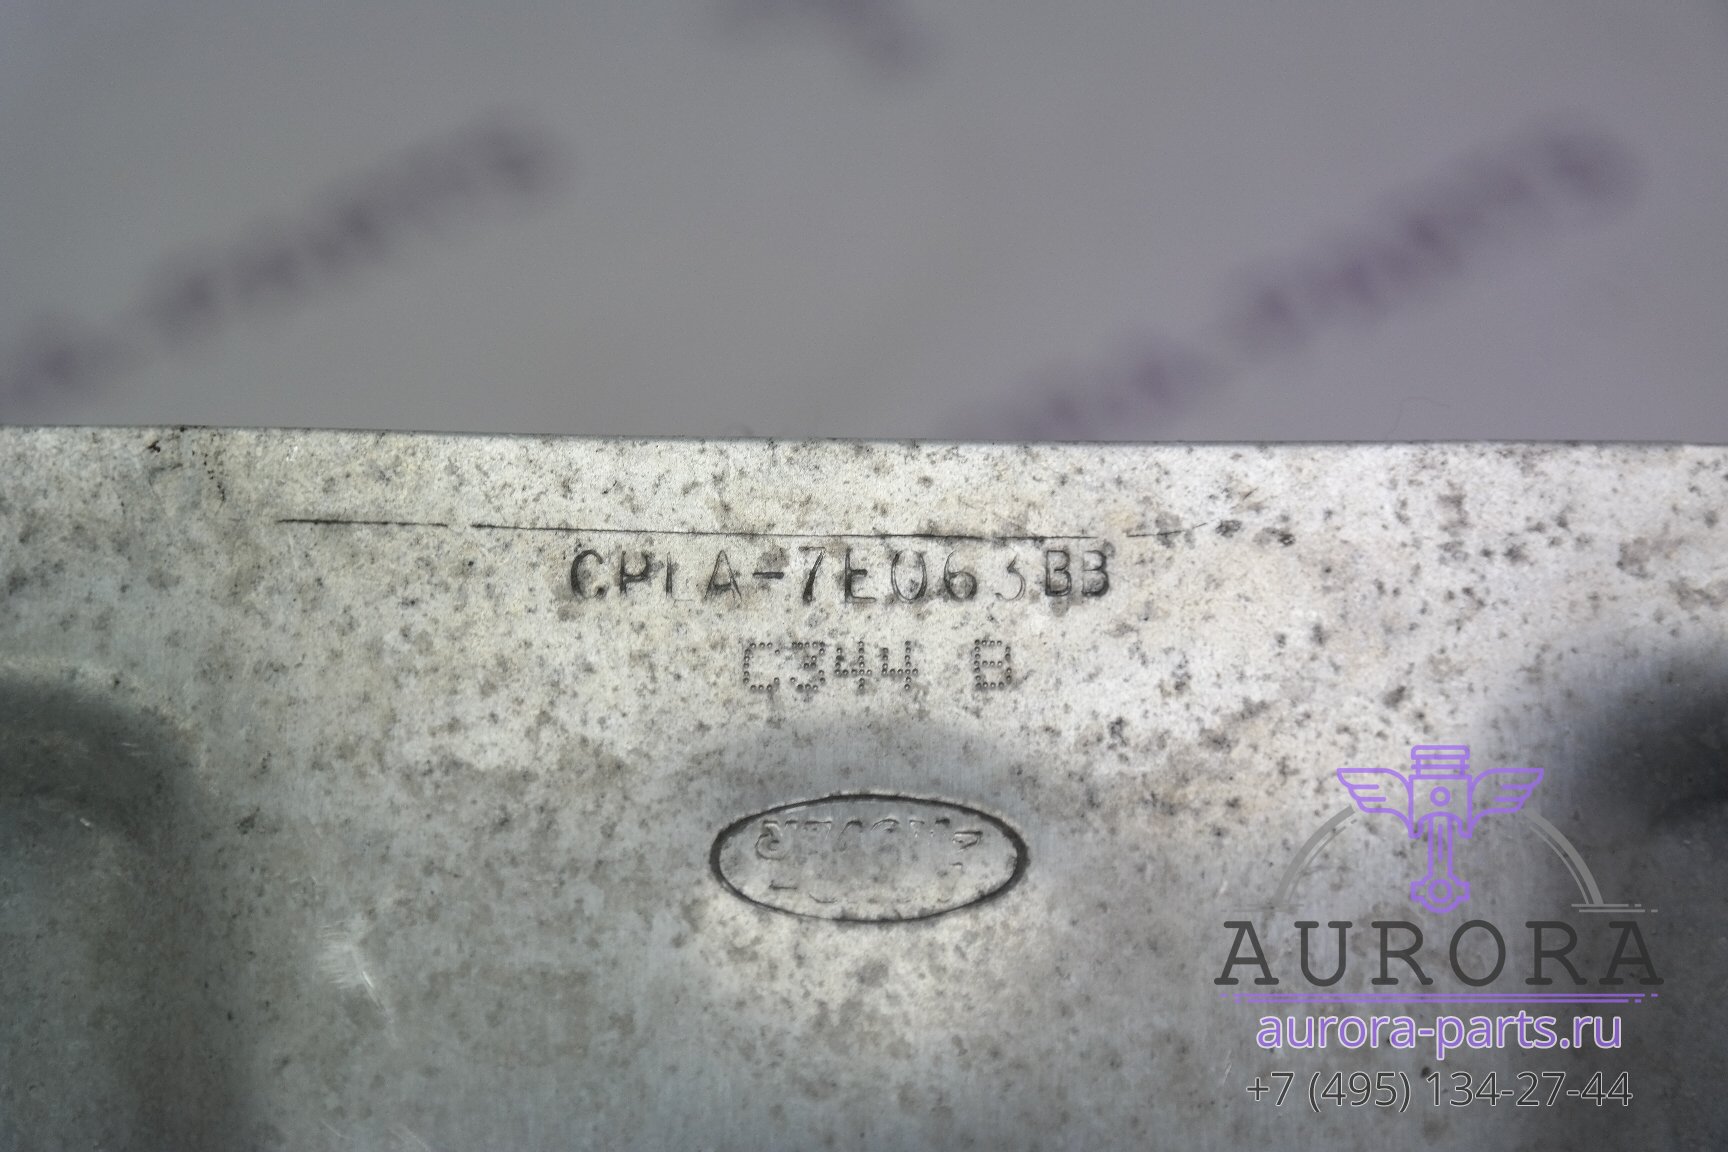 CPLA-7E063BB
C344 B
AURORA
aurora-parts.ru
+7 (495) 134-27-44